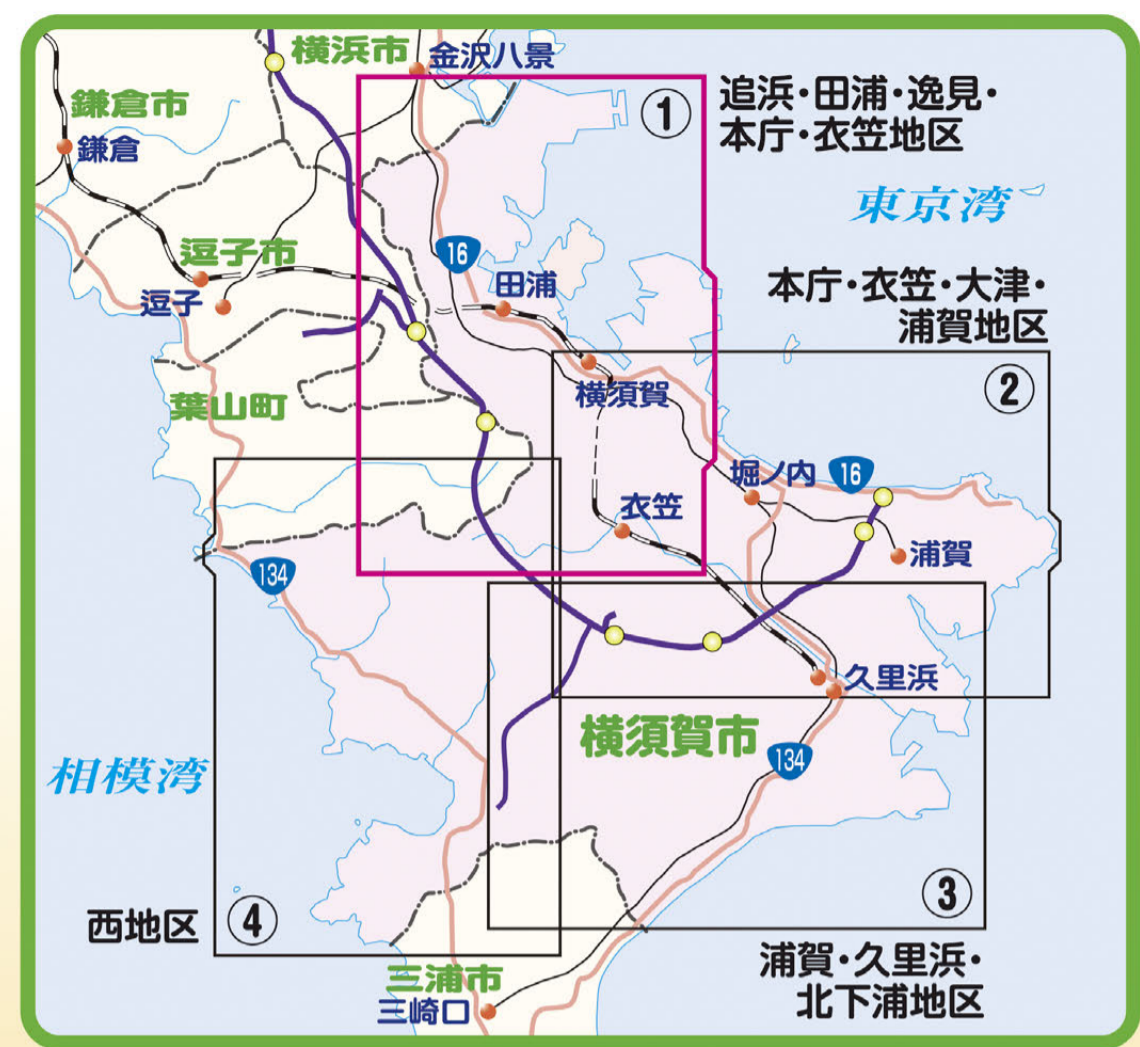 横浜市
金沢八景
鎌倉市
鎌倉
①
追浜・田浦・逸見・
本庁・衣笠地区
東京湾
16
逗子市
逗子
田浦
本庁・衣笠・大津・
浦賀地区
横須賀
②
葉山町
堀ノ内
16
衣笠
浦賀
134
久里浜
横須賀市
134
相模湾
③
西地区
④
浦賀・久里浜・
北下浦地区
三浦市
三崎口